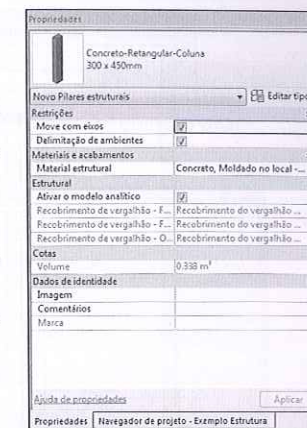 Propriedades
Concreto-Retangular-Coluna
300 x 450mm
Novo Pilares estruturais
Editar tipo
Restrições
Move com eixos
Delimitação de ambientes
Materiais e acabamentos
Material estrutural Concreto, Moldado no local -...
Estrutural
Ativar o modelo analítico
Recobrimento de vergalhão - F... Recobrimento do vergalhão ...
Recobrimento de vergalhão - F... Recobrimento do vergalhão ...
Recobrimento de vergalhão - O... Recobrimento do vergalhão ...
Cotas
Volume 0.338 m³
Dados de identidade
Imagem
Comentários
Marca
Ajuda de propriedades
Aplicar
Propriedades Navegador de projeto - Exemplo Estrutura